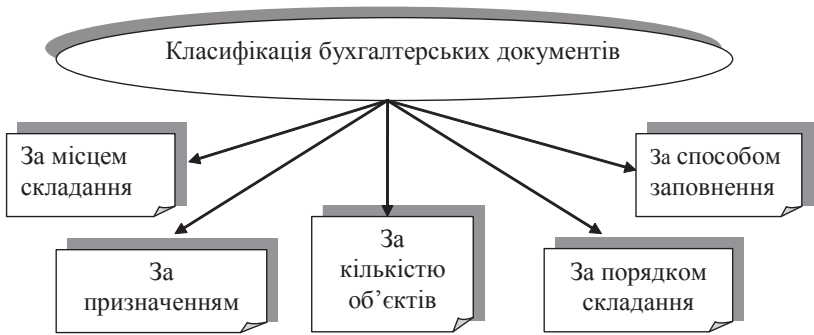 Класифікація бухгалтерських документів
За місцем
складання
За способом
заповнення
За
призначенням
За
кількістю
об’єктів
За порядком
складання